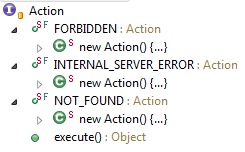 Action
FORBIDDEN : Action
new Action() {...}
INTERNAL_SERVER_ERROR : Action
new Action() {...}
NOT_FOUND : Action
new Action() {...}
execute() : Object